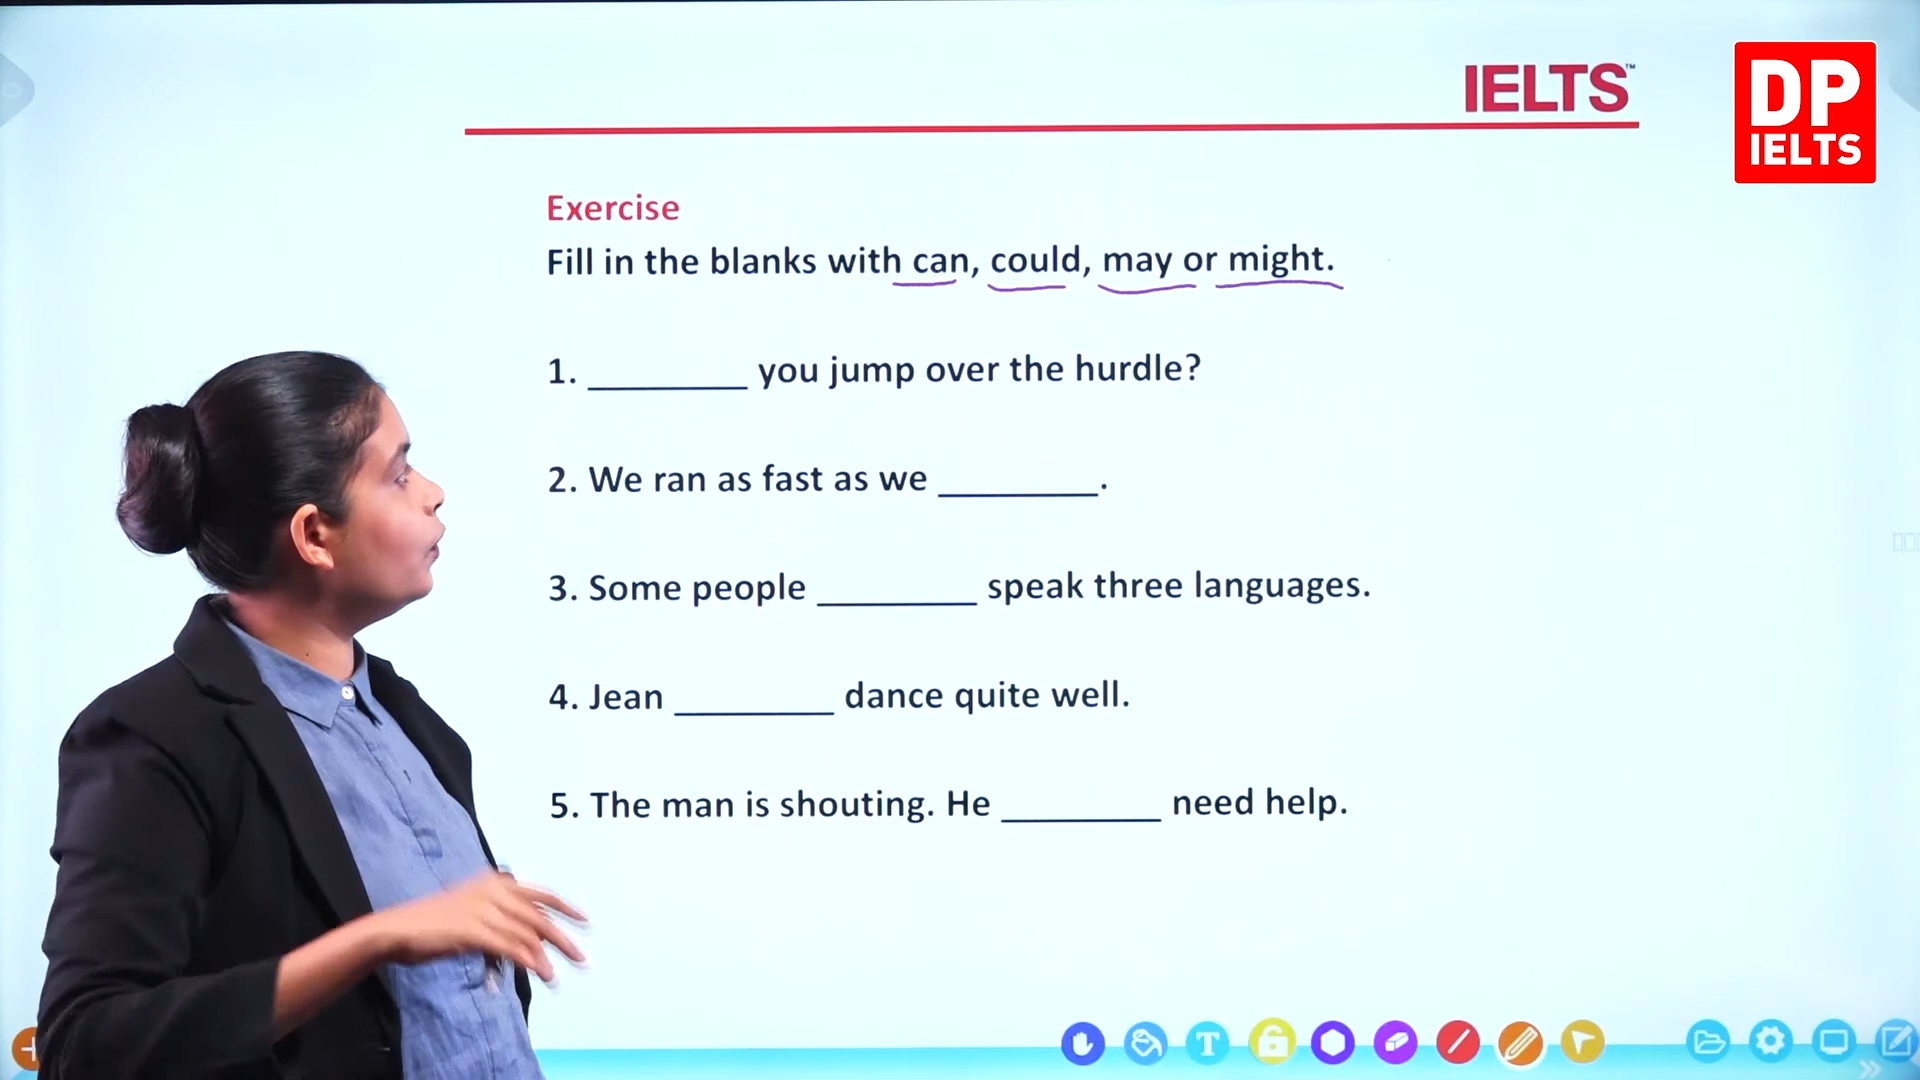 IELTS™
DP
IELTS
Exercise
Fill in the blanks with can, could, may or might.
1. ________ you jump over the hurdle?
2. We ran as fast as we ________.
3. Some people ________ speak three languages.
4. Jean ________ dance quite well.
5. The man is shouting. He ________ need help.
T